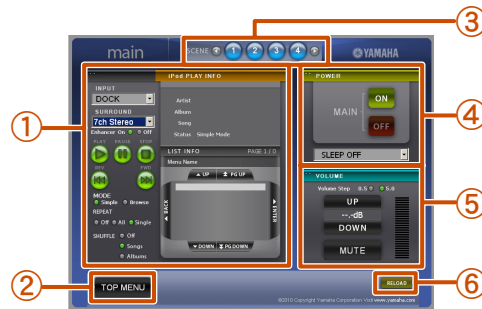 ③
main
SCENE 1 2 3 4
YAMAHA
①
INPUT
DOCK
SURROUND
7ch Stereo
Enhancer On Off
PLAY PAUSE STOP
REV FWD
MODE
Simple Browse
REPEAT
Off All Single
SHUFFLE Off
Songs
Albums
iPod PLAY INFO
Artist
Album
Song
Status Simple Mode
LIST INFO PAGE 1 / 0
Menu Name
UP PG UP
BACK
ENTER
DOWN PG DOWN
POWER
MAIN
ON
OFF
SLEEP OFF
④
VOLUME
Volume Step 0.5 5.0
UP
--.-dB
DOWN
MUTE
⑤
②
TOP MENU
RELOAD
⑥
©2010 Copyright Yamaha Corporation Visit www.yamaha.com